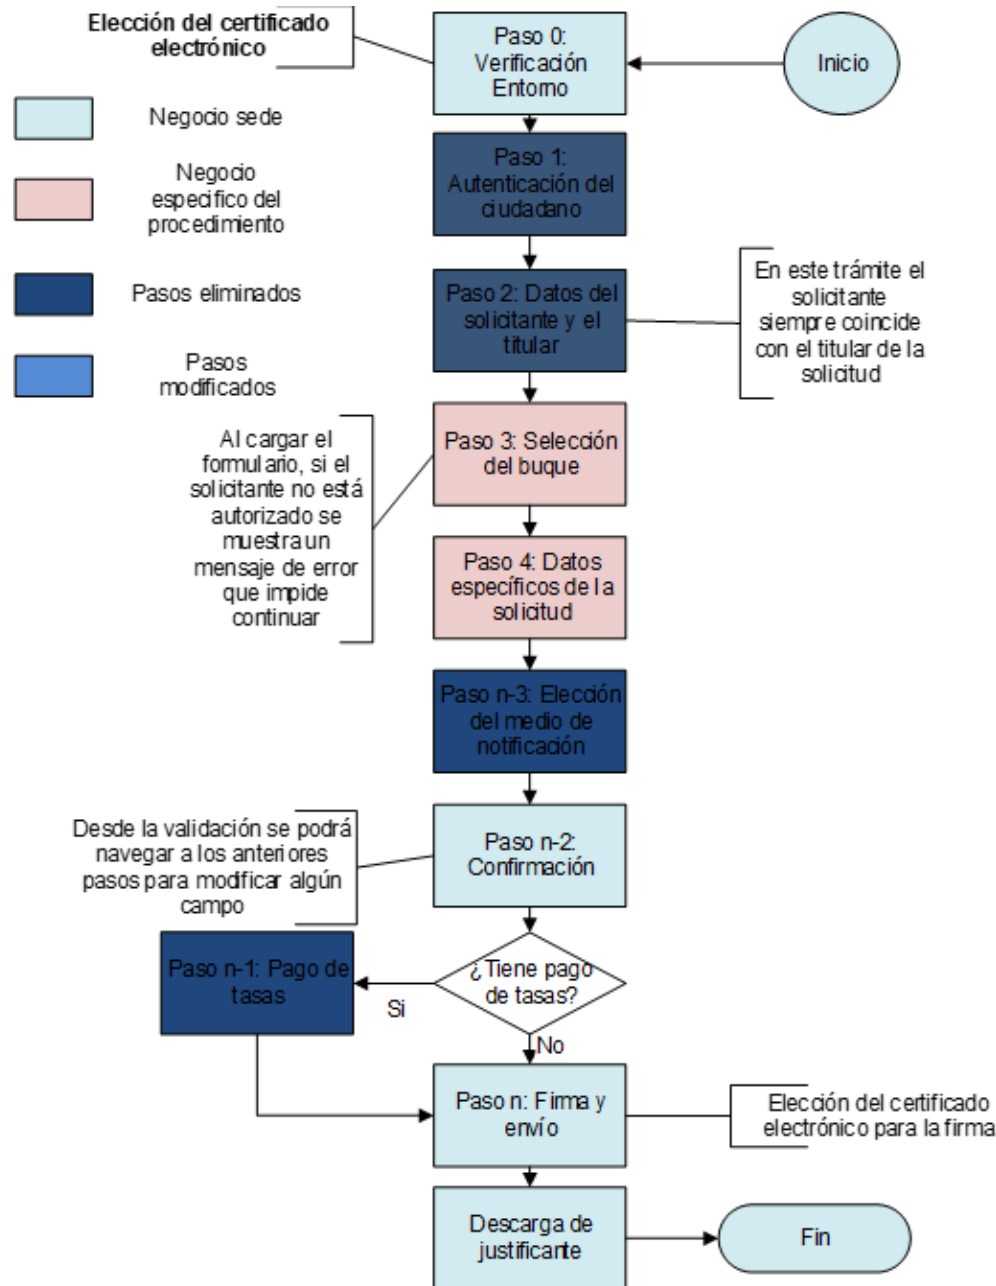 Elección del certificado
electrónico
Paso 0:
Verificación
Entorno
Inicio
Negocio sede
Negocio
especifico del
procedimiento
Pasos eliminados
Pasos
modificados
Paso 1:
Autenticación del
ciudadano
Paso 2: Datos del
solicitante y el
titular
En este trámite el
solicitante
siempre coincide
con el titular de la
solicitud
Paso 3: Selección
del buque
Al cargar el
formulario, si el
solicitante no está
autorizado se
muestra un
mensaje de error
que impide
continuar
Paso 4: Datos
específicos de la
solicitud
Paso n-3: Elección
del medio de
notificación
Paso n-2:
Confirmación
Desde la validación se podrá
navegar a los anteriores
pasos para modificar algún
campo
¿Tiene pago
de tasas?
Si
Paso n-1: Pago de
tasas
No
Paso n: Firma y
envío
Elección del certificado
electrónico para la firma
Descarga de
justificante
Fin